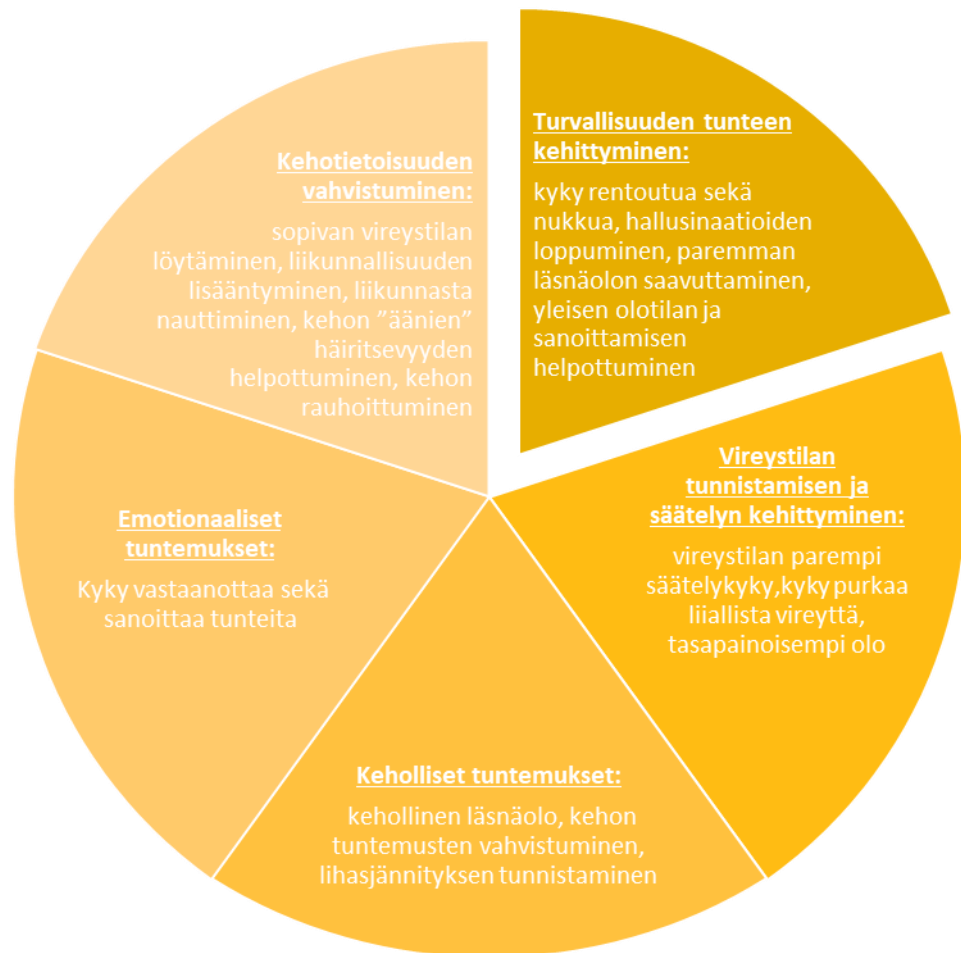 Turvallisuuden tunteen
kehittyminen:
kyky rentoutua sekä
nukkua, hallusinaatioiden
loppuminen, paremman
läsnäolon saavuttaminen,
yleisen olotilan ja
sanoittamisen
helpottuminen
Vireystilan
tunnistamisen ja
säätelyn kehittyminen:
vireystilan parempi
säätelykyky,kyky purkaa
liiallista vireyttä,
tasapainoisempi olo
Keholliset tuntemukset:
kehollinen läsnäolo, kehon
tuntemusten vahvistuminen,
lihasjännityksen tunnistaminen
Emotionaaliset
tuntemukset:
Kyky vastaanottaa sekä
sanoittaa tunteita
Kehotietoisuuden
vahvistuminen:
sopivan vireystilan
löytäminen, liikunnallisuuden
lisääntyminen, liikunnasta
nauttiminen, kehon ”äänien”
häiritsevyyden
helpottuminen, kehon
rauhoittuminen